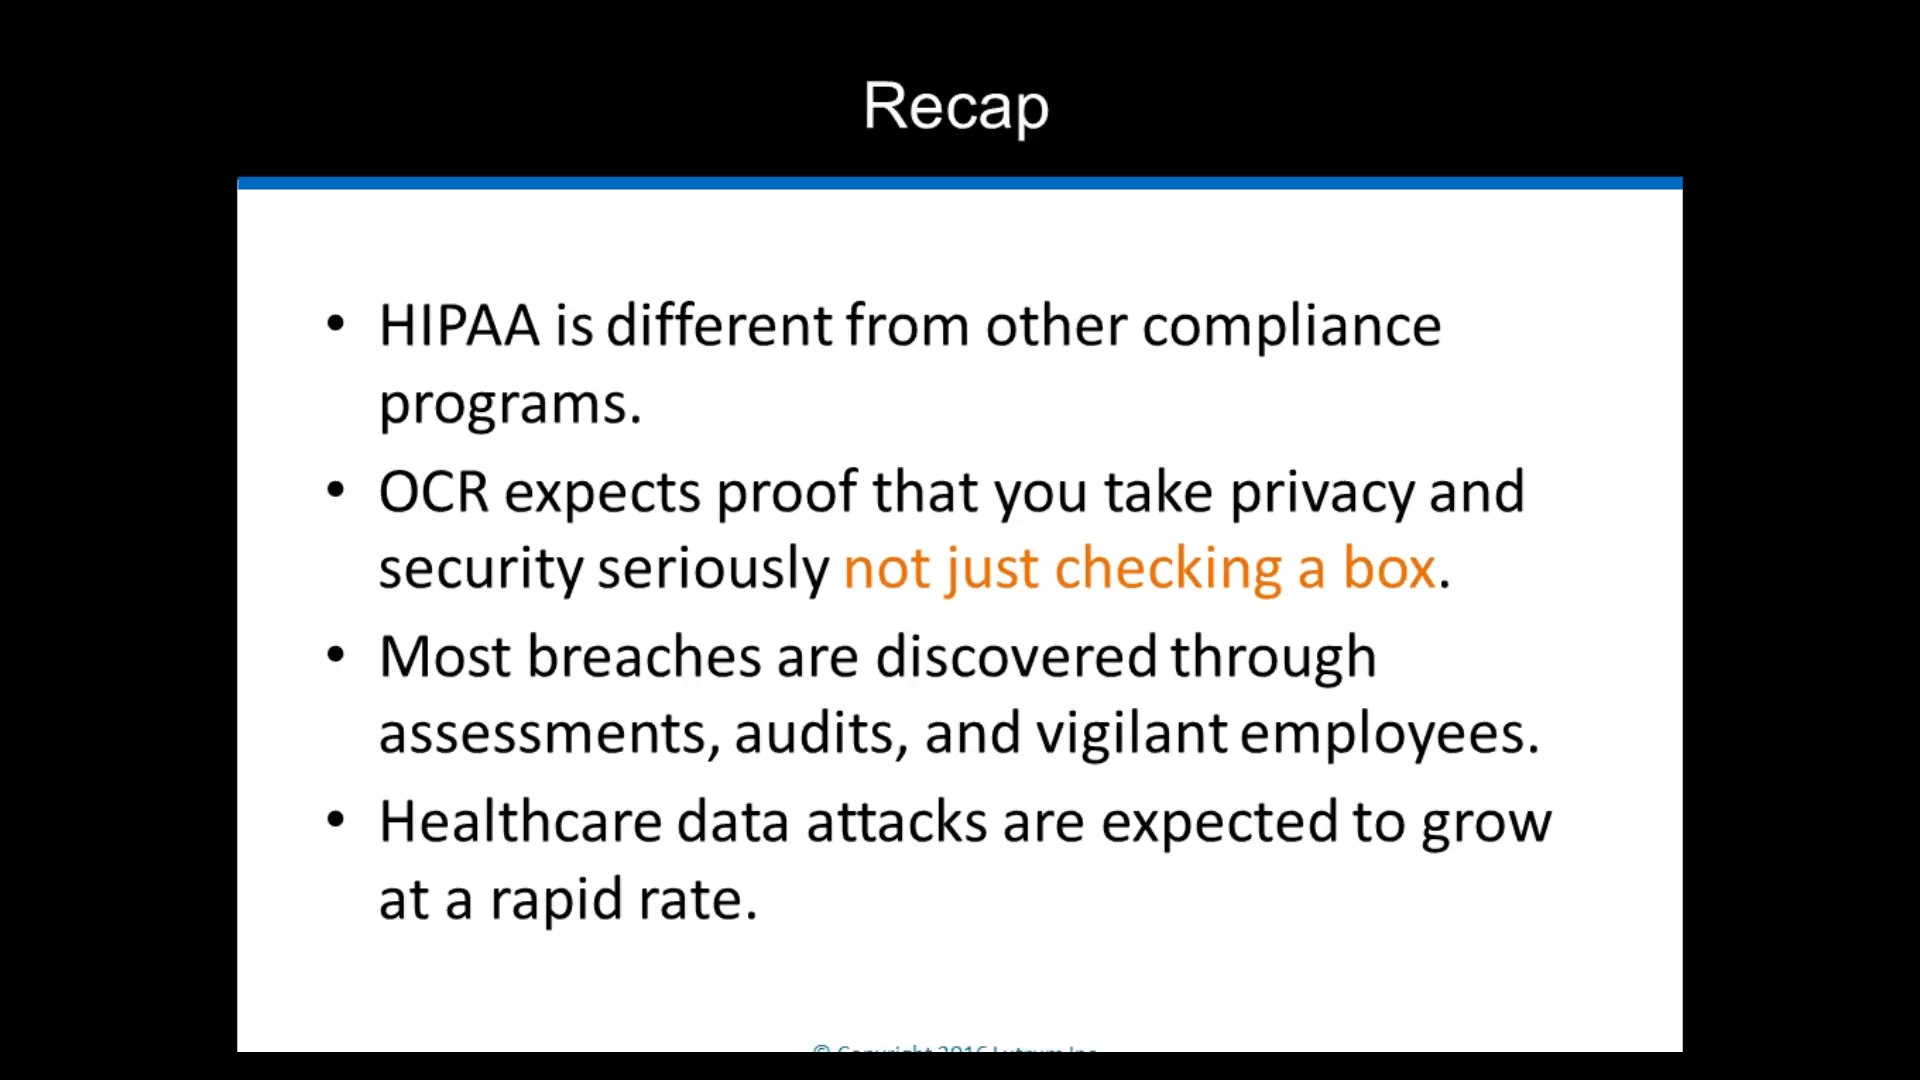 Recap
• HIPAA is different from other compliance
programs.
• OCR expects proof that you take privacy and
security seriously not just checking a box.
• Most breaches are discovered through
assessments, audits, and vigilant employees.
• Healthcare data attacks are expected to grow
at a rapid rate.
© Copyright 2016